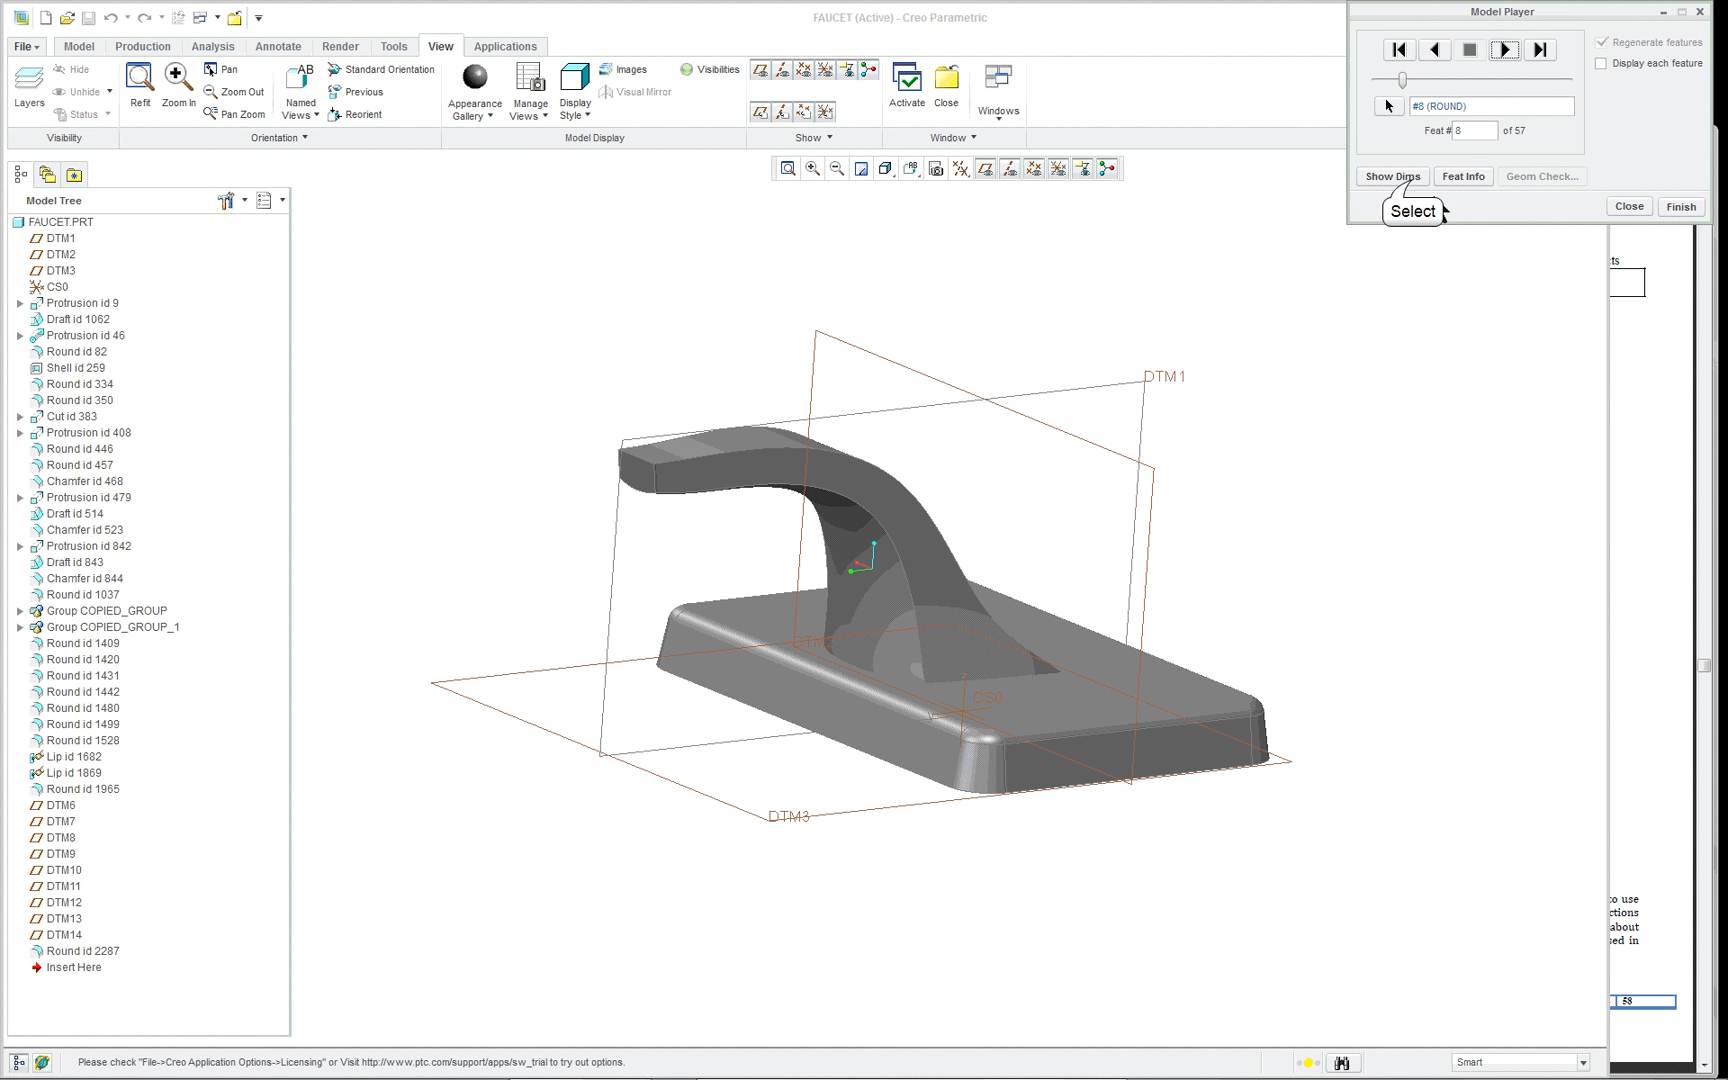 FAUCET (Active) - Creo Parametric
File Model Production Analysis Annotate Render Tools View Applications
Layers
Hide
Unhide
Status
Visibility
Refit
Zoom In
Pan
Zoom Out
Pan Zoom
Named Views
Standard Orientation
Previous
Reorient
Orientation
Appearance Gallery
Manage Views
Display Style
Images
Visual Mirror
Visibilities
Model Display
Show
Activate
Close
Windows
Window
Model Player
Regenerate features
Display each feature
#8 (ROUND)
Feat # 8 of 57
Show Dims Feat Info Geom Check...
Select
Close Finish
Model Tree
FAUCET.PRT
DTM1
DTM2
DTM3
CS0
Protrusion id 9
Draft id 1062
Protrusion id 46
Round id 82
Shell id 259
Round id 334
Round id 350
Cut id 383
Protrusion id 408
Round id 446
Round id 457
Chamfer id 468
Protrusion id 479
Draft id 514
Chamfer id 523
Protrusion id 842
Draft id 843
Chamfer id 844
Round id 1037
Group COPIED_GROUP
Group COPIED_GROUP_1
Round id 1409
Round id 1420
Round id 1431
Round id 1442
Round id 1480
Round id 1499
Round id 1528
Lip id 1682
Lip id 1869
Round id 1965
DTM6
DTM7
DTM8
DTM9
DTM10
DTM11
DTM12
DTM13
DTM14
Round id 2287
Insert Here
DTM1
CS0
DTM3
ts
to use
ctions
about
sed in
58
Please check "File->Creo Application Options->Licensing" or Visit http://www.ptc.com/support/apps/sw_trial to try out options.
Smart